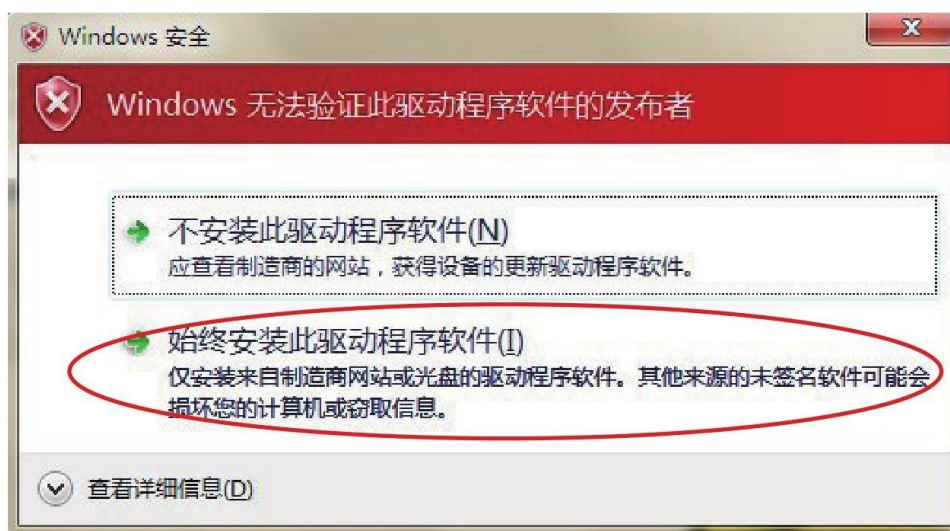 Windows 安全
Windows 无法验证此驱动程序软件的发布者
不安装此驱动程序软件(N)
应查看制造商的网站，获得设备的更新驱动程序软件。
始终安装此驱动程序软件(I)
仅安装来自制造商网站或光盘的驱动程序软件。其他来源的未签名软件可能会
损坏您的计算机或窃取信息。
查看详细信息(D)